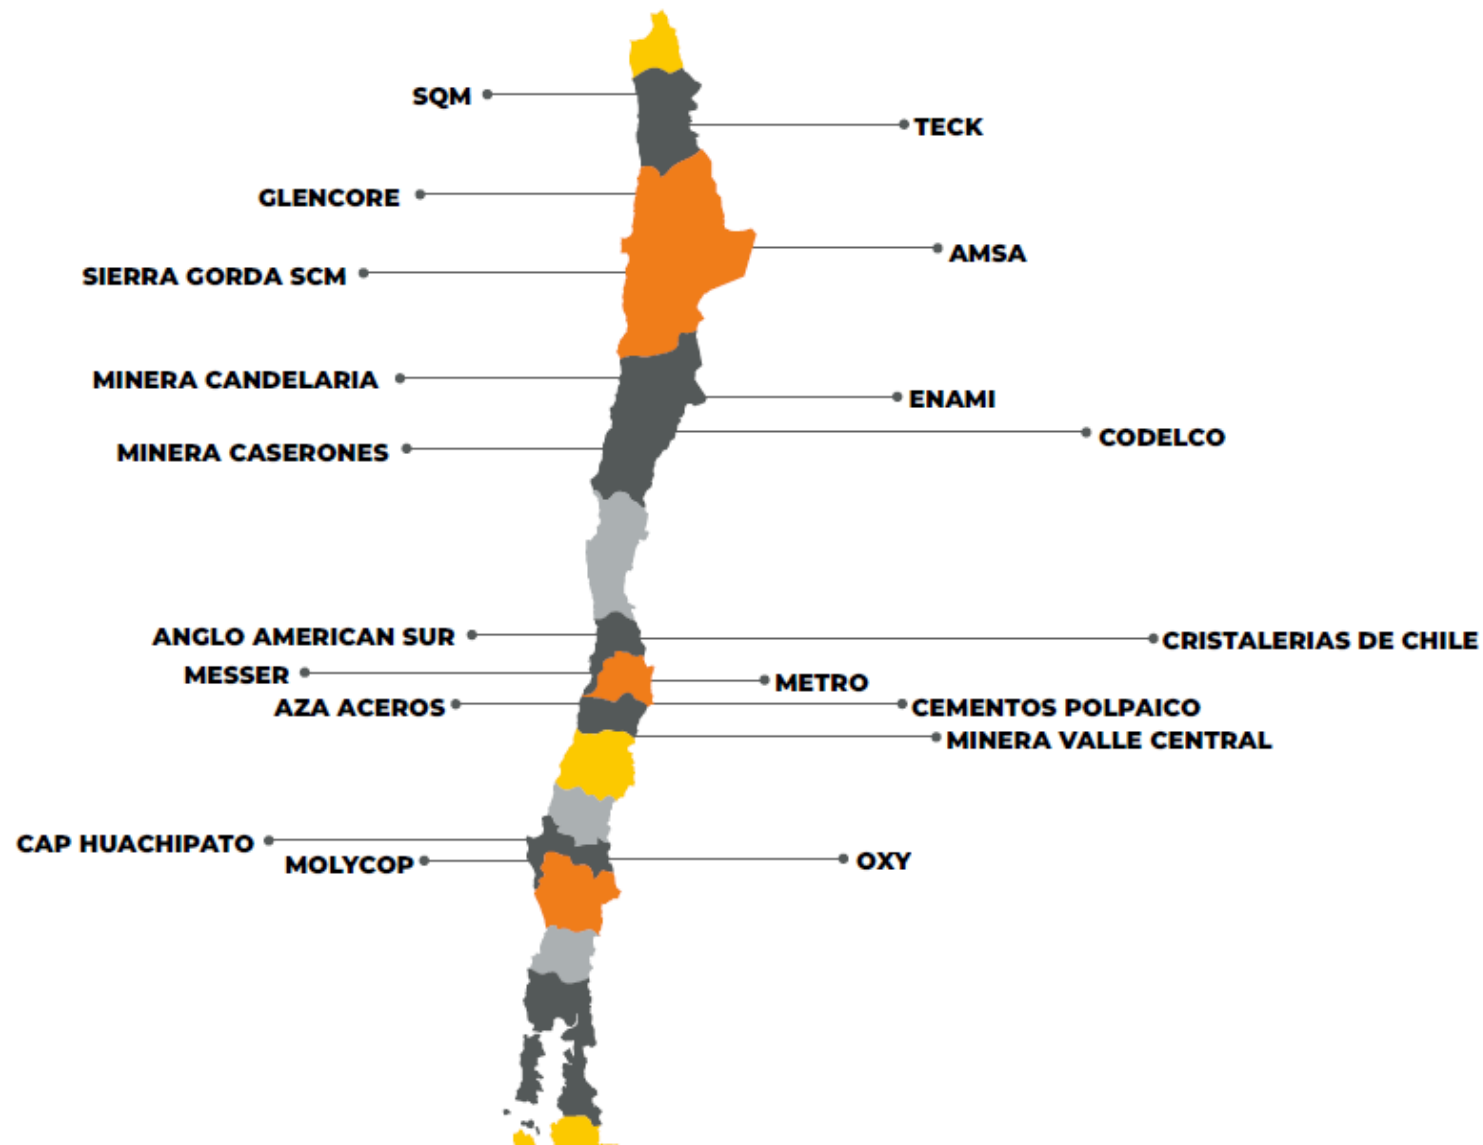 SQM
TECK
GLENCORE
AMSA
SIERRA GORDA SCM
MINERA CANDELARIA
ENAMI
CODELCO
MINERA CASERONES
ANGLO AMERICAN SUR
CRISTALERIAS DE CHILE
MESSER
METRO
AZA ACEROS
CEMENTOS POLPAICO
MINERA VALLE CENTRAL
CAP HUACHIPATO
MOLYCOP
OXY